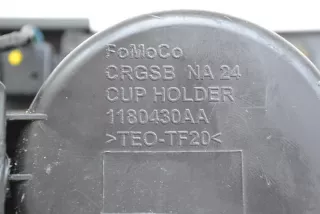 FoMoCo
CRGSB NA 24
CUP HOLDER
1180430AA
>TEO-TF20<